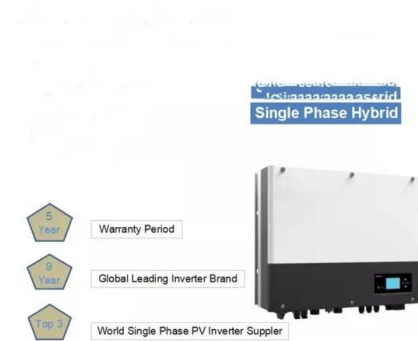 Single Phase Hybrid
5
Year
Warranty Period
9
Year
Global Leading Inverter Brand
Top 3
World Single Phase PV Inverter Suppler